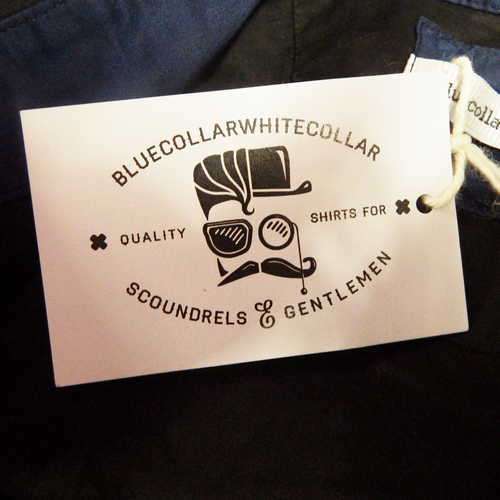 BLUECOLLARWHITECOLLAR
QUALITY SHIRTS FOR
SCOUNDRELS & GENTLEMEN